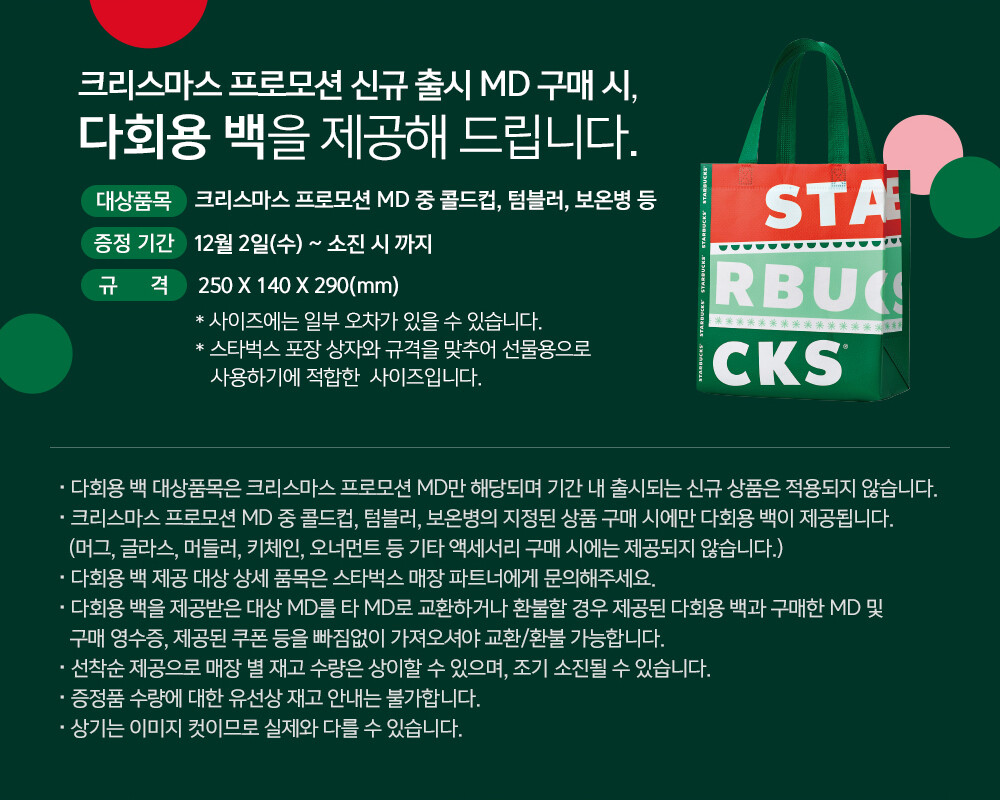 크리스마스 프로모션 신규 출시 MD 구매 시,
다회용 백을 제공해 드립니다.
대상품목 크리스마스 프로모션 MD 중 콜드컵, 텀블러, 보온병 등
증정 기간 12월 2일(수) ~ 소진 시 까지
규 격 250 X 140 X 290(mm)
* 사이즈에는 일부 오차가 있을 수 있습니다.
* 스타벅스 포장 상자와 규격을 맞추어 선물용으로
사용하기에 적합한 사이즈입니다.
STAB
RBUCS
CKS®
STARBUCKS®
STARBUCKS®
STARBUCKS®
STARBUCKS®
STARBUCKS®
· 다회용 백 대상품목은 크리스마스 프로모션 MD만 해당되며 기간 내 출시되는 신규 상품은 적용되지 않습니다.
· 크리스마스 프로모션 MD 중 콜드컵, 텀블러, 보온병의 지정된 상품 구매 시에만 다회용 백이 제공됩니다.
(머그, 글라스, 머들러, 키체인, 오너먼트 등 기타 액세서리 구매 시에는 제공되지 않습니다.)
· 다회용 백 제공 대상 상세 품목은 스타벅스 매장 파트너에게 문의해주세요.
· 다회용 백을 제공받은 대상 MD를 타 MD로 교환하거나 환불할 경우 제공된 다회용 백과 구매한 MD 및
구매 영수증, 제공된 쿠폰 등을 빠짐없이 가져오셔야 교환/환불 가능합니다.
· 선착순 제공으로 매장 별 재고 수량은 상이할 수 있으며, 조기 소진될 수 있습니다.
· 증정품 수량에 대한 유선상 재고 안내는 불가합니다.
· 상기는 이미지 컷이므로 실제와 다를 수 있습니다.